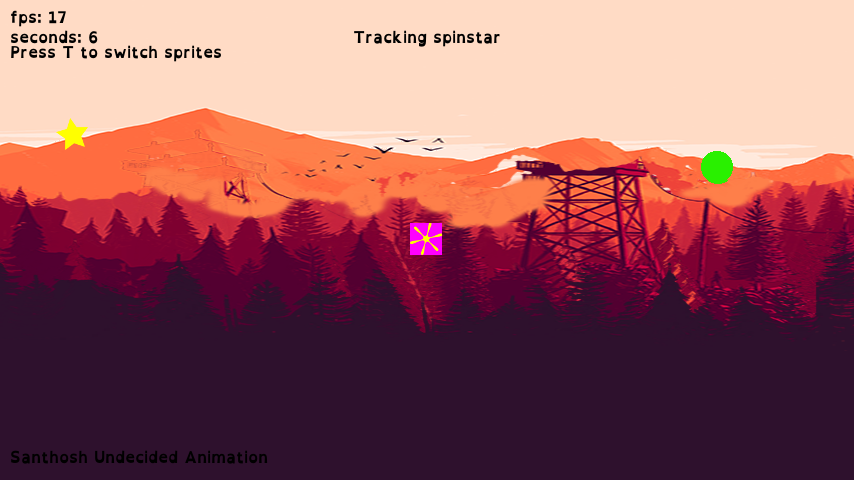 fps: 17
seconds: 6
Tracking spinstar
Press T to switch sprites
Santhosh Undecided Animation